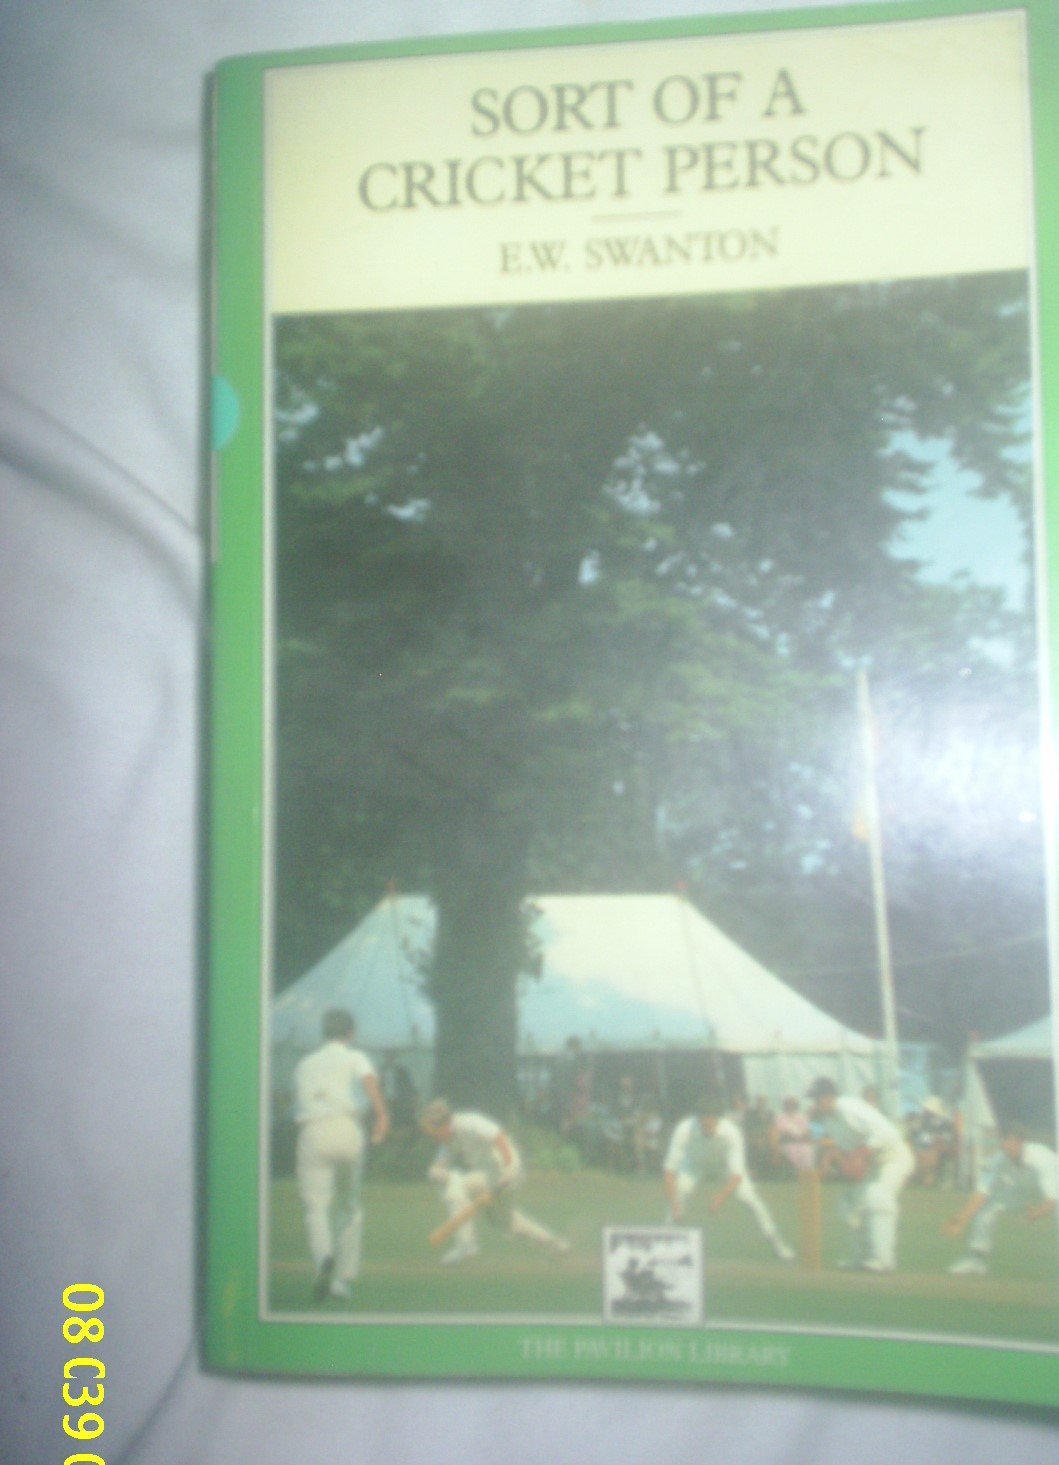 SORT OF A
CRICKET PERSON
E.W. SWANTON
THE PAVILION LIBRARY